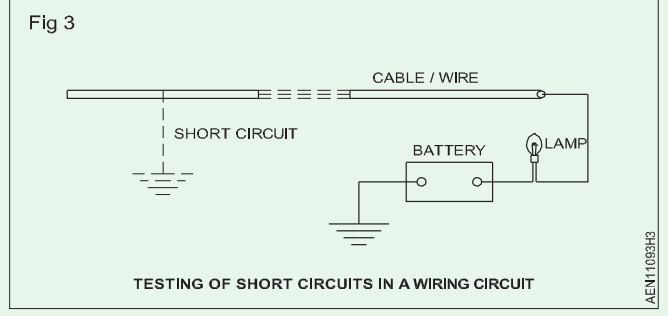 Fig 3
CABLE / WIRE
SHORT CIRCUIT
LAMP
BATTERY
TESTING OF SHORT CIRCUITS IN A WIRING CIRCUIT
AEN11093H3